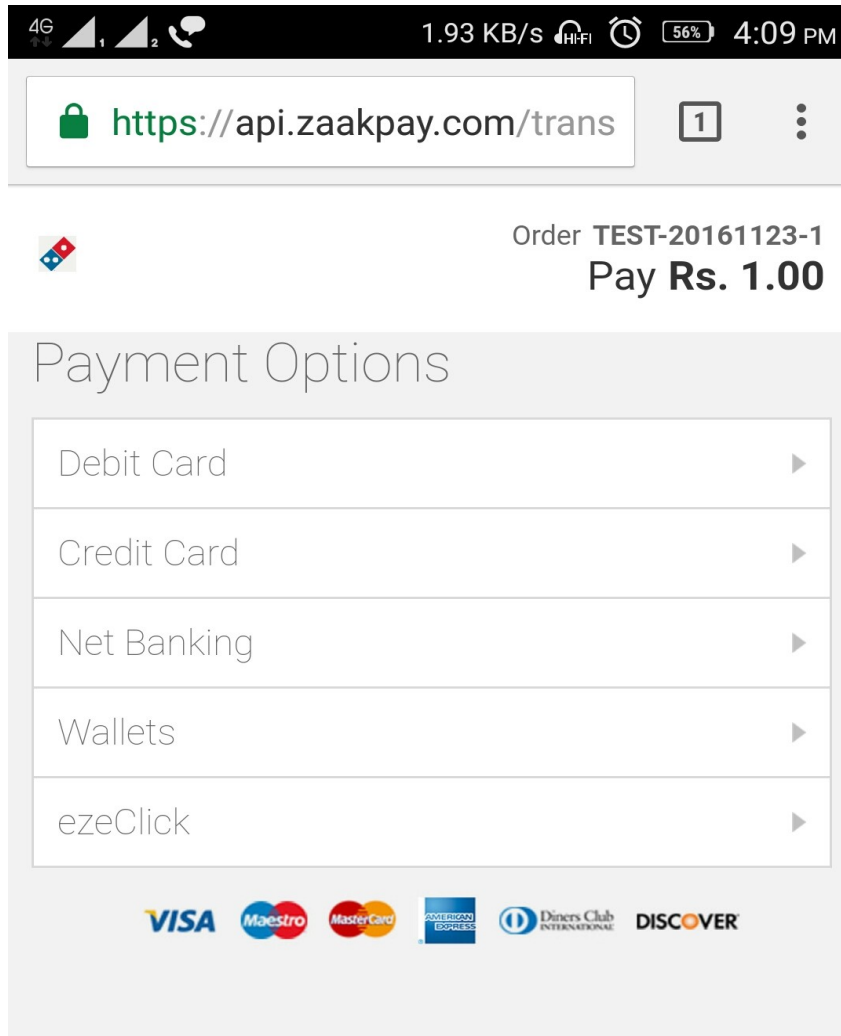 4G 1 2 1.93 KB/s HI-FI 56% 4:09 PM
https://api.zaakpay.com/trans 1
Order TEST-20161123-1
Pay Rs. 1.00
Payment Options
Debit Card
Credit Card
Net Banking
Wallets
ezeClick
VISA Maestro MasterCard AMERICAN EXPRESS Diners Club INTERNATIONAL DISCOVER